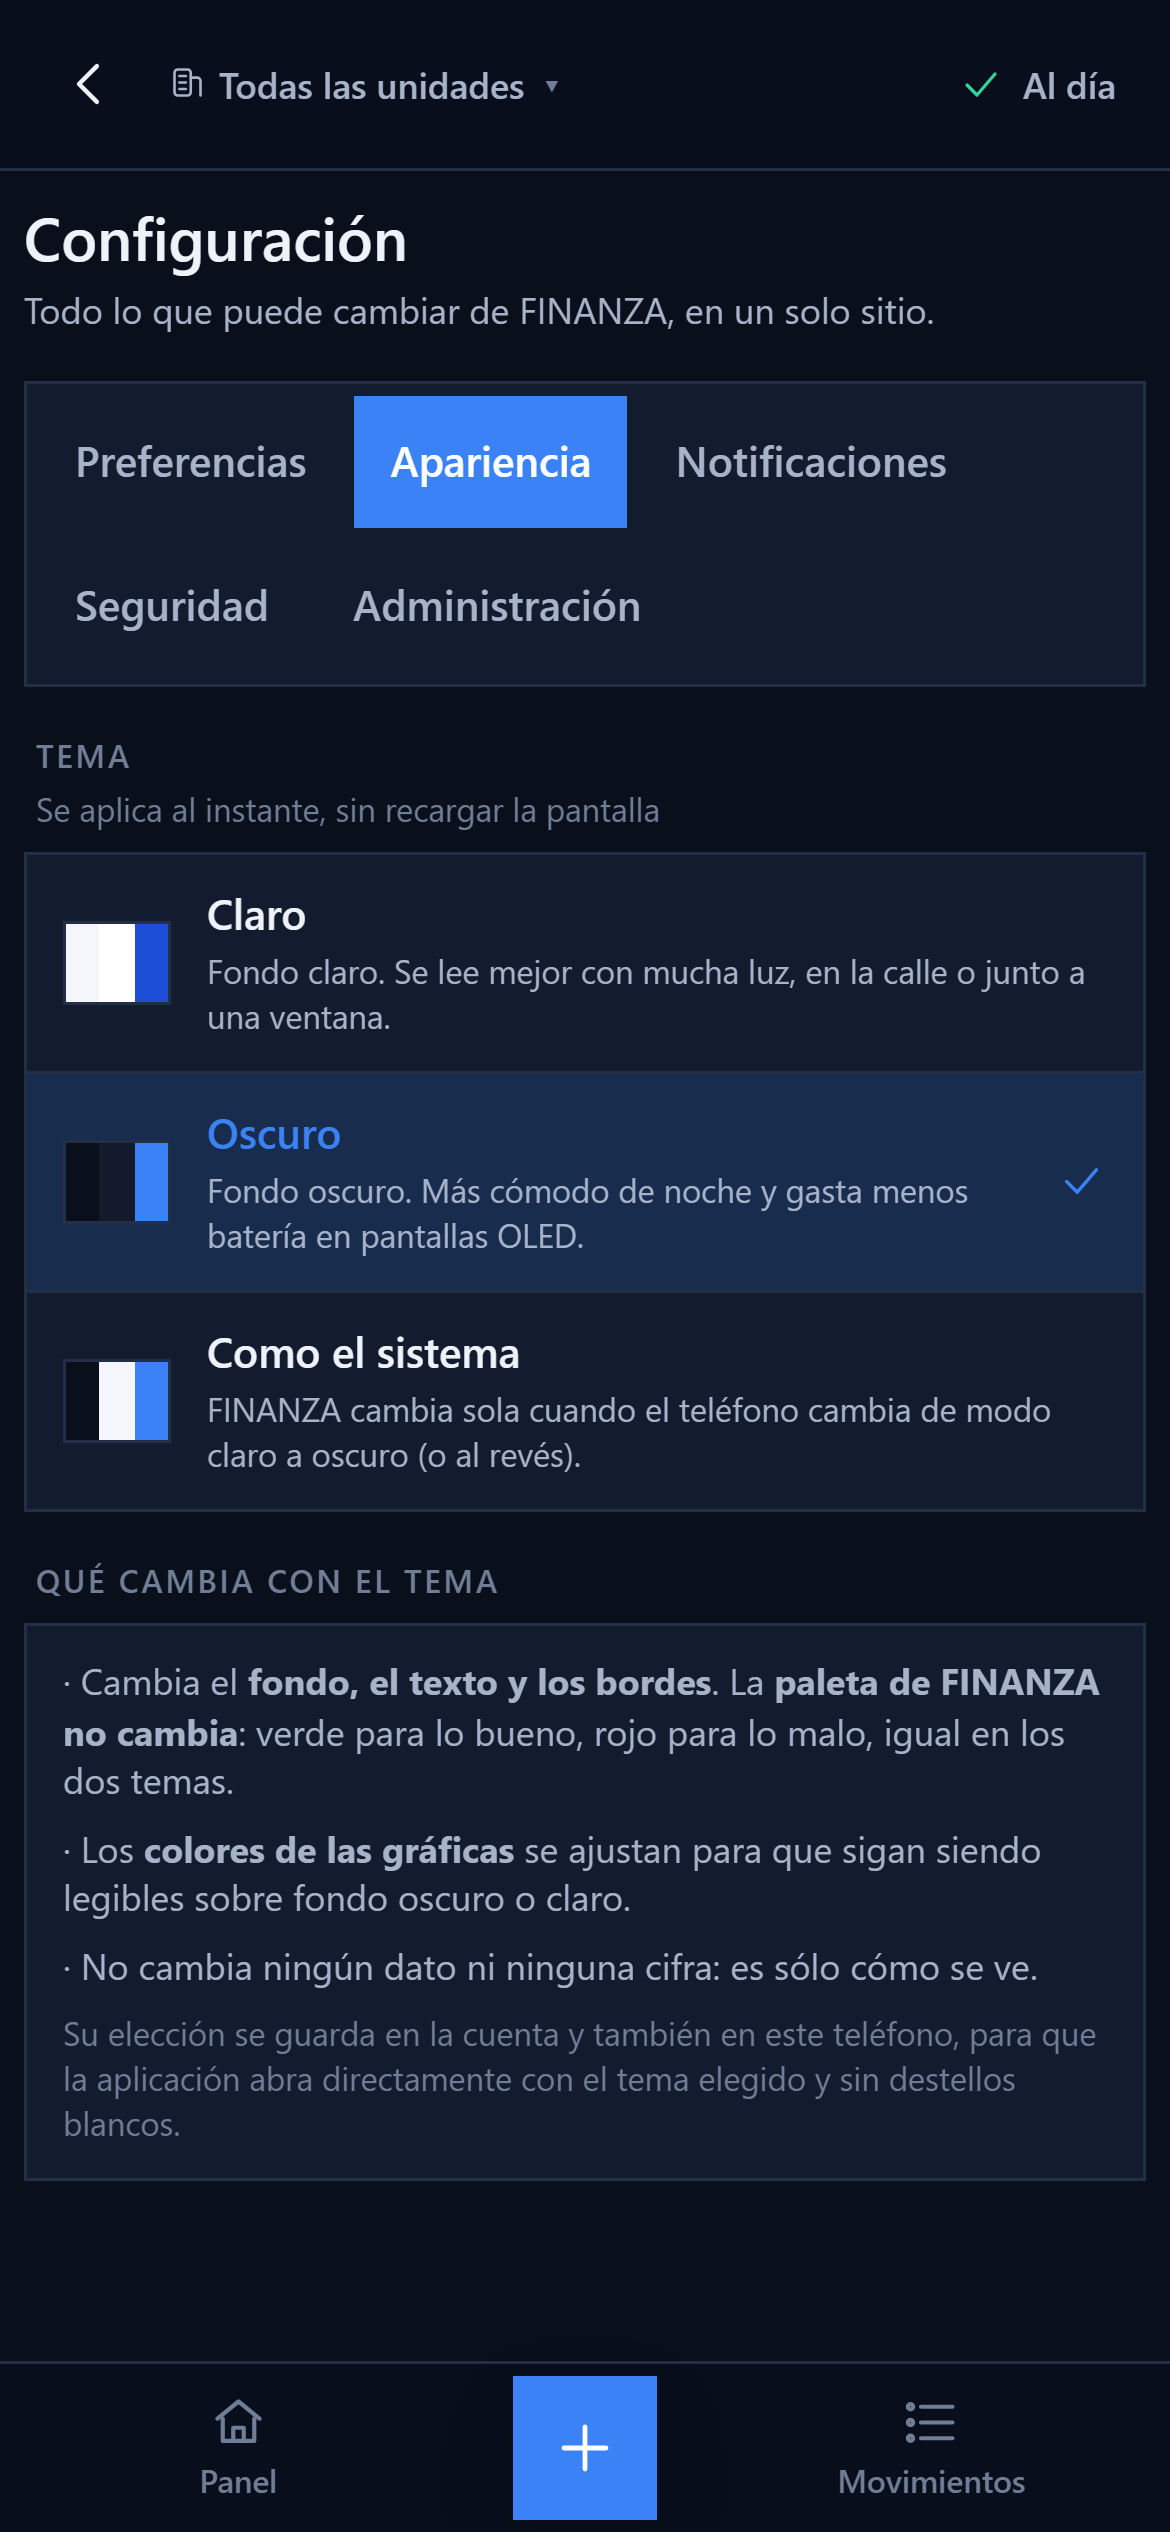 Todas las unidades ▼
Al día
Configuración
Todo lo que puede cambiar de FINANZA, en un solo sitio.
Preferencias
Apariencia
Notificaciones
Seguridad
Administración
TEMA
Se aplica al instante, sin recargar la pantalla
Claro
Fondo claro. Se lee mejor con mucha luz, en la calle o junto a
una ventana.
Oscuro
Fondo oscuro. Más cómodo de noche y gasta menos
batería en pantallas OLED.
Como el sistema
FINANZA cambia sola cuando el teléfono cambia de modo
claro a oscuro (o al revés).
QUÉ CAMBIA CON EL TEMA
· Cambia el fondo, el texto y los bordes. La paleta de FINANZA
no cambia: verde para lo bueno, rojo para lo malo, igual en los
dos temas.
· Los colores de las gráficas se ajustan para que sigan siendo
legibles sobre fondo oscuro o claro.
· No cambia ningún dato ni ninguna cifra: es sólo cómo se ve.
Su elección se guarda en la cuenta y también en este teléfono, para que
la aplicación abra directamente con el tema elegido y sin destellos
blancos.
Panel
Movimientos